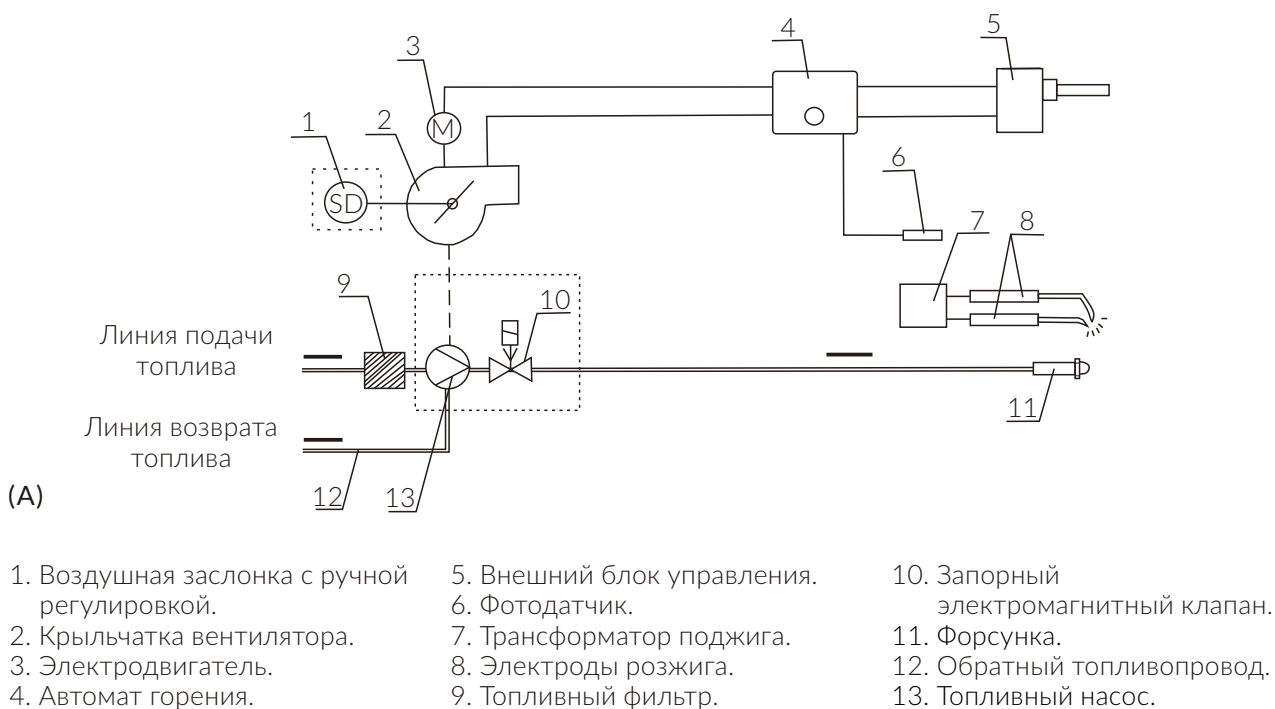 4
5
3
2
1
M
SD
6
7
8
9
10
Линия подачи
топлива
11
Линия возврата
топлива
12
13
(A)
1. Воздушная заслонка с ручной
регулировкой.
2. Крыльчатка вентилятора.
3. Электродвигатель.
4. Автомат горения.
5. Внешний блок управления.
6. Фотодатчик.
7. Трансформатор поджига.
8. Электроды розжига.
9. Топливный фильтр.
10. Запорный
электромагнитный клапан.
11. Форсунка.
12. Обратный топливопровод.
13. Топливный насос.